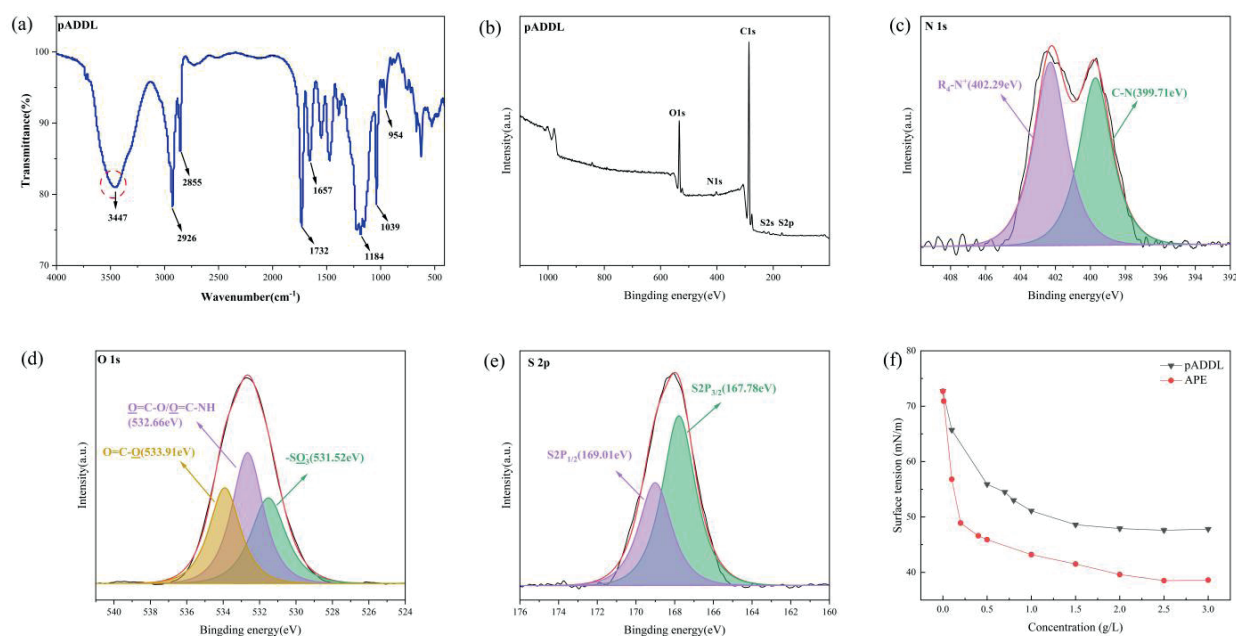 (a)
pADDL
Transmittance(%)
100
90
80
70
3447
2926
2855
1732
1657
1184
1039
954
4000 3500 3000 2500 2000 1500 1000 500
Wavenumber(cm⁻¹)
(b)
pADDL
Intensity(a.u.)
C1s
O1s
N1s
S2s S2p
1000 800 600 400 200
Bingding energy(eV)
(c)
N 1s
Intensity(a.u.)
R₄-N⁺(402.29eV)
C-N(399.71eV)
408 406 404 402 400 398 396 394 392
Binding energy(eV)
(d)
O 1s
Intensity(a.u.)
O=C-O/O=C-NH
(532.66eV)
O=C-O(533.91eV)
-SO₃⁻(531.52eV)
540 538 536 534 532 530 528 526 524
Bingding energy(eV)
(e)
S 2p
Intensity(a.u.)
S2P₃/₂(167.78eV)
S2P₁/₂(169.01eV)
176 174 172 170 168 166 164 162 160
Bingding energy(eV)
(f)
Surface tension (mN/m)
80
70
60
50
40
pADDL
APE
0.0 0.5 1.0 1.5 2.0 2.5 3.0
Concentration (g/L)